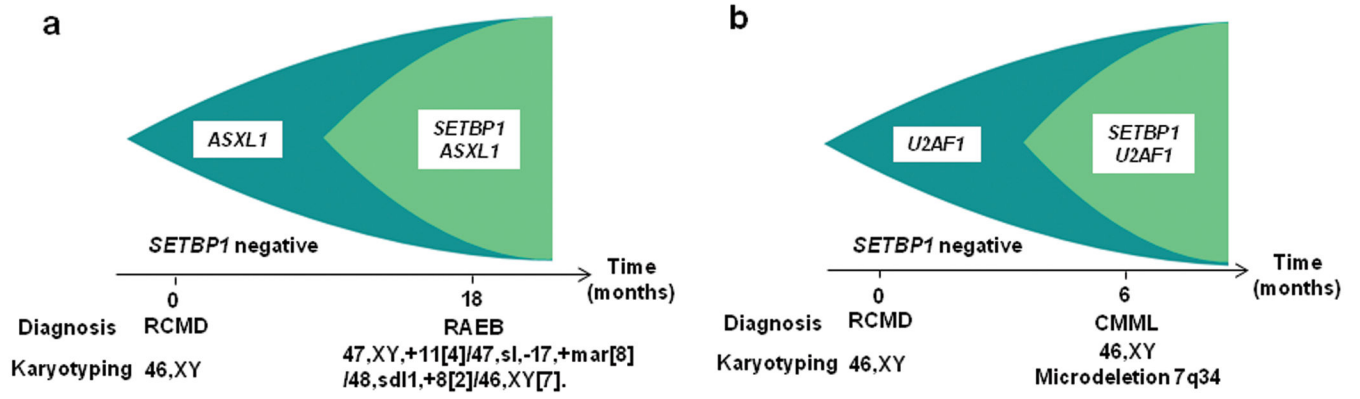 a
ASXL1
SETBP1
ASXL1
SETBP1 negative
Time
(months)
0
18
Diagnosis
RCMD
RAEB
Karyotyping
46,XY
47,XY,+11[4]/47,sl,-17,+mar[8]
/48,sdl1,+8[2]/46,XY[7].
b
U2AF1
SETBP1
U2AF1
SETBP1 negative
Time
(months)
0
6
Diagnosis
RCMD
CMML
Karyotyping
46,XY
46,XY
Microdeletion 7q34